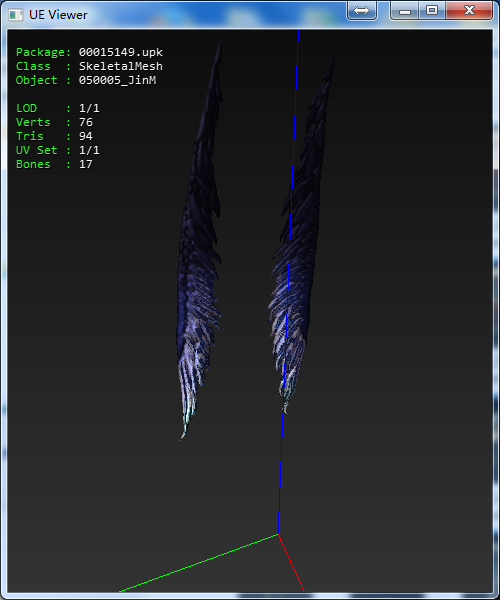 UE Viewer
Package: 00015149.upk
Class  : SkeletalMesh
Object : 050005_JinM
LOD    : 1/1
Verts  : 76
Tris   : 94
UV Set : 1/1
Bones  : 17